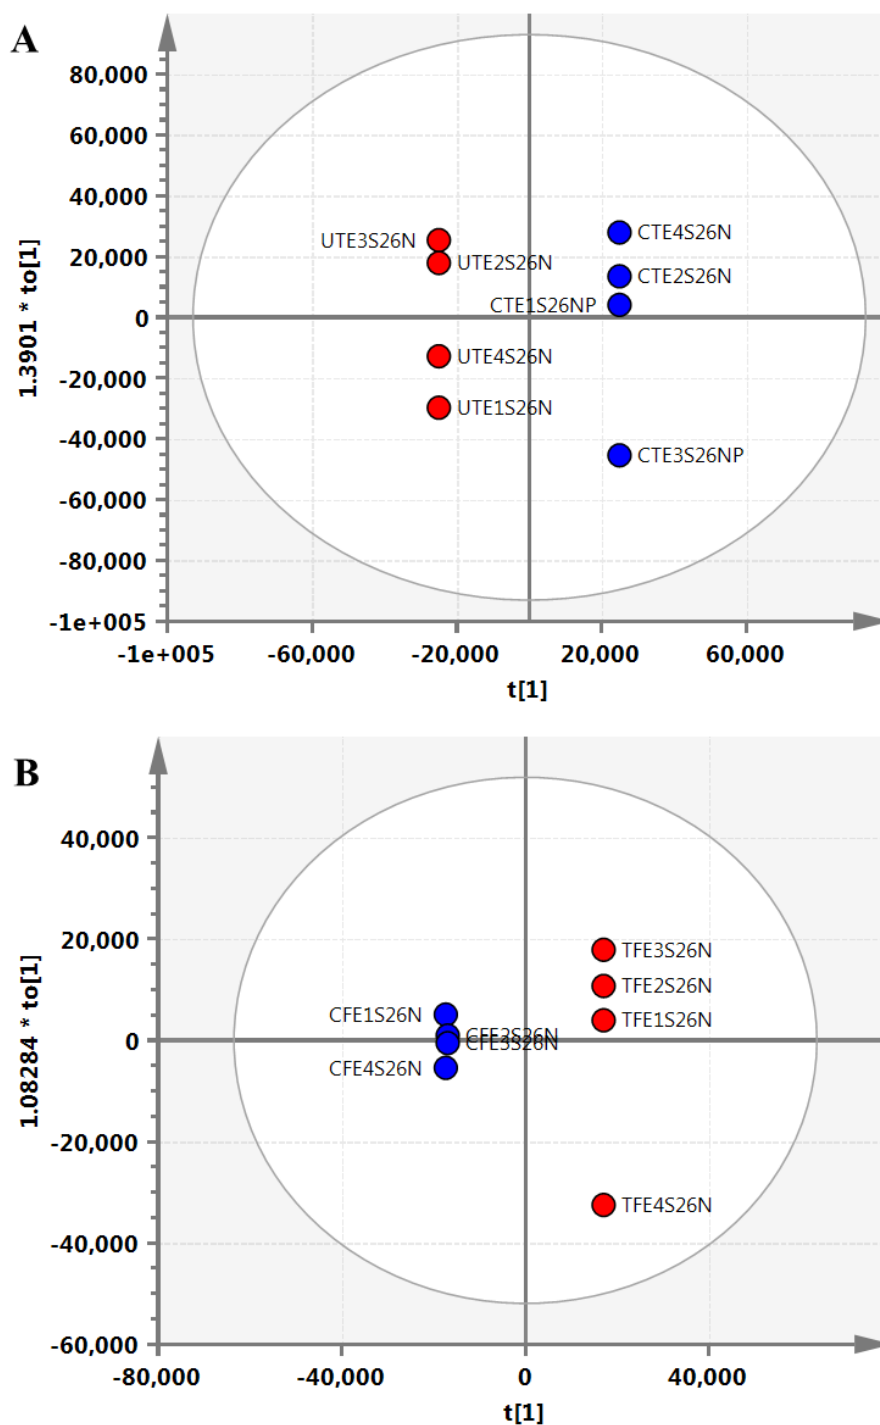 A
80,000
60,000
40,000
20,000
0
-20,000
-40,000
-60,000
-80,000
-1e+005
1.3901 * to[1]
UTE3S26N
CTE4S26N
UTE2S26N
CTE2S26N
CTE1S26NP
UTE4S26N
UTE1S26N
CTE3S26NP
-1e+005
-60,000
-20,000
20,000
60,000
t[1]
B
40,000
20,000
0
-20,000
-40,000
-60,000
1.08284 * to[1]
TFE3S26N
TFE2S26N
CFE1S26N
TFE1S26N
CFE3S26N
CFE4S26N
TFE4S26N
-80,000
-40,000
0
40,000
t[1]